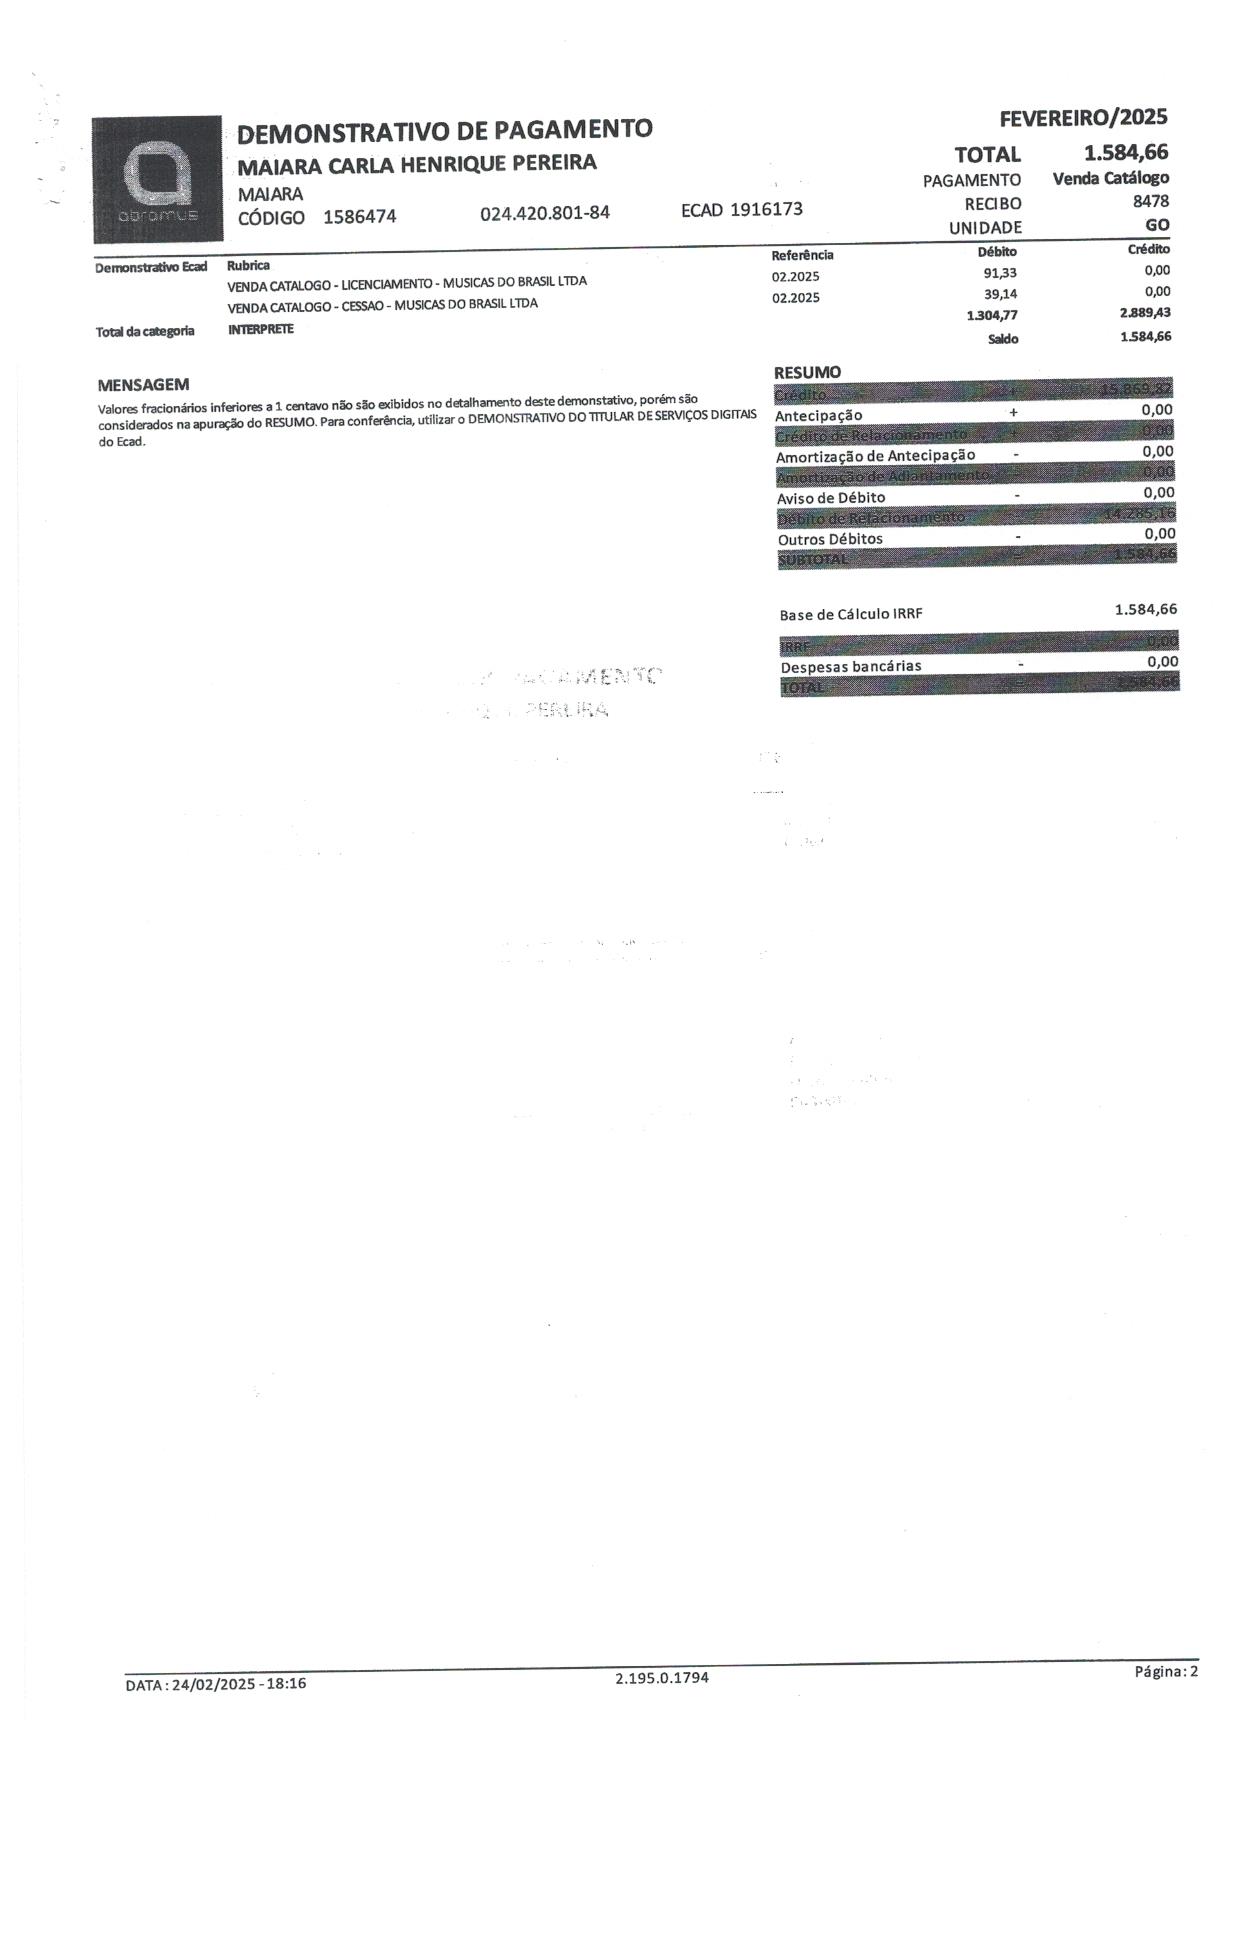 abramus
DEMONSTRATIVO DE PAGAMENTO
MAIARA CARLA HENRIQUE PEREIRA
MAIARA
CÓDIGO 1586474 024.420.801-84 ECAD 1916173
FEVEREIRO/2025
TOTAL 1.584,66
PAGAMENTO Venda Catálogo
RECIBO 8478
UNIDADE GO
Demonstrativo Ecad Rubrica Referência Débito Crédito
VENDA CATALOGO - LICENCIAMENTO - MUSICAS DO BRASIL LTDA 02.2025 91,33 0,00
VENDA CATALOGO - CESSAO - MUSICAS DO BRASIL LTDA 02.2025 39,14 0,00
Total da categoria INTERPRETE 1.304,77 2.889,43
Saldo 1.584,66
MENSAGEM
Valores fracionários inferiores a 1 centavo não são exibidos no detalhamento deste demonstativo, porém são
considerados na apuração do RESUMO. Para conferência, utilizar o DEMONSTRATIVO DO TITULAR DE SERVIÇOS DIGITAIS
do Ecad.
RESUMO
Crédito + 15.869,82
Antecipação + 0,00
Crédito de Relacionamento + 0,00
Amortização de Antecipação - 0,00
Amortização de Adiantamento 0,00
Aviso de Débito - 0,00
Débito de Relacionamento - 14.285,16
Outros Débitos - 0,00
SUBTOTAL = 1.584,66
Base de Cálculo IRRF 1.584,66
IRRF 0,00
Despesas bancárias - 0,00
TOTAL = 1.584,66
PAGAMENTO
PEREIRA
DATA : 24/02/2025 - 18:16 2.195.0.1794 Página: 2